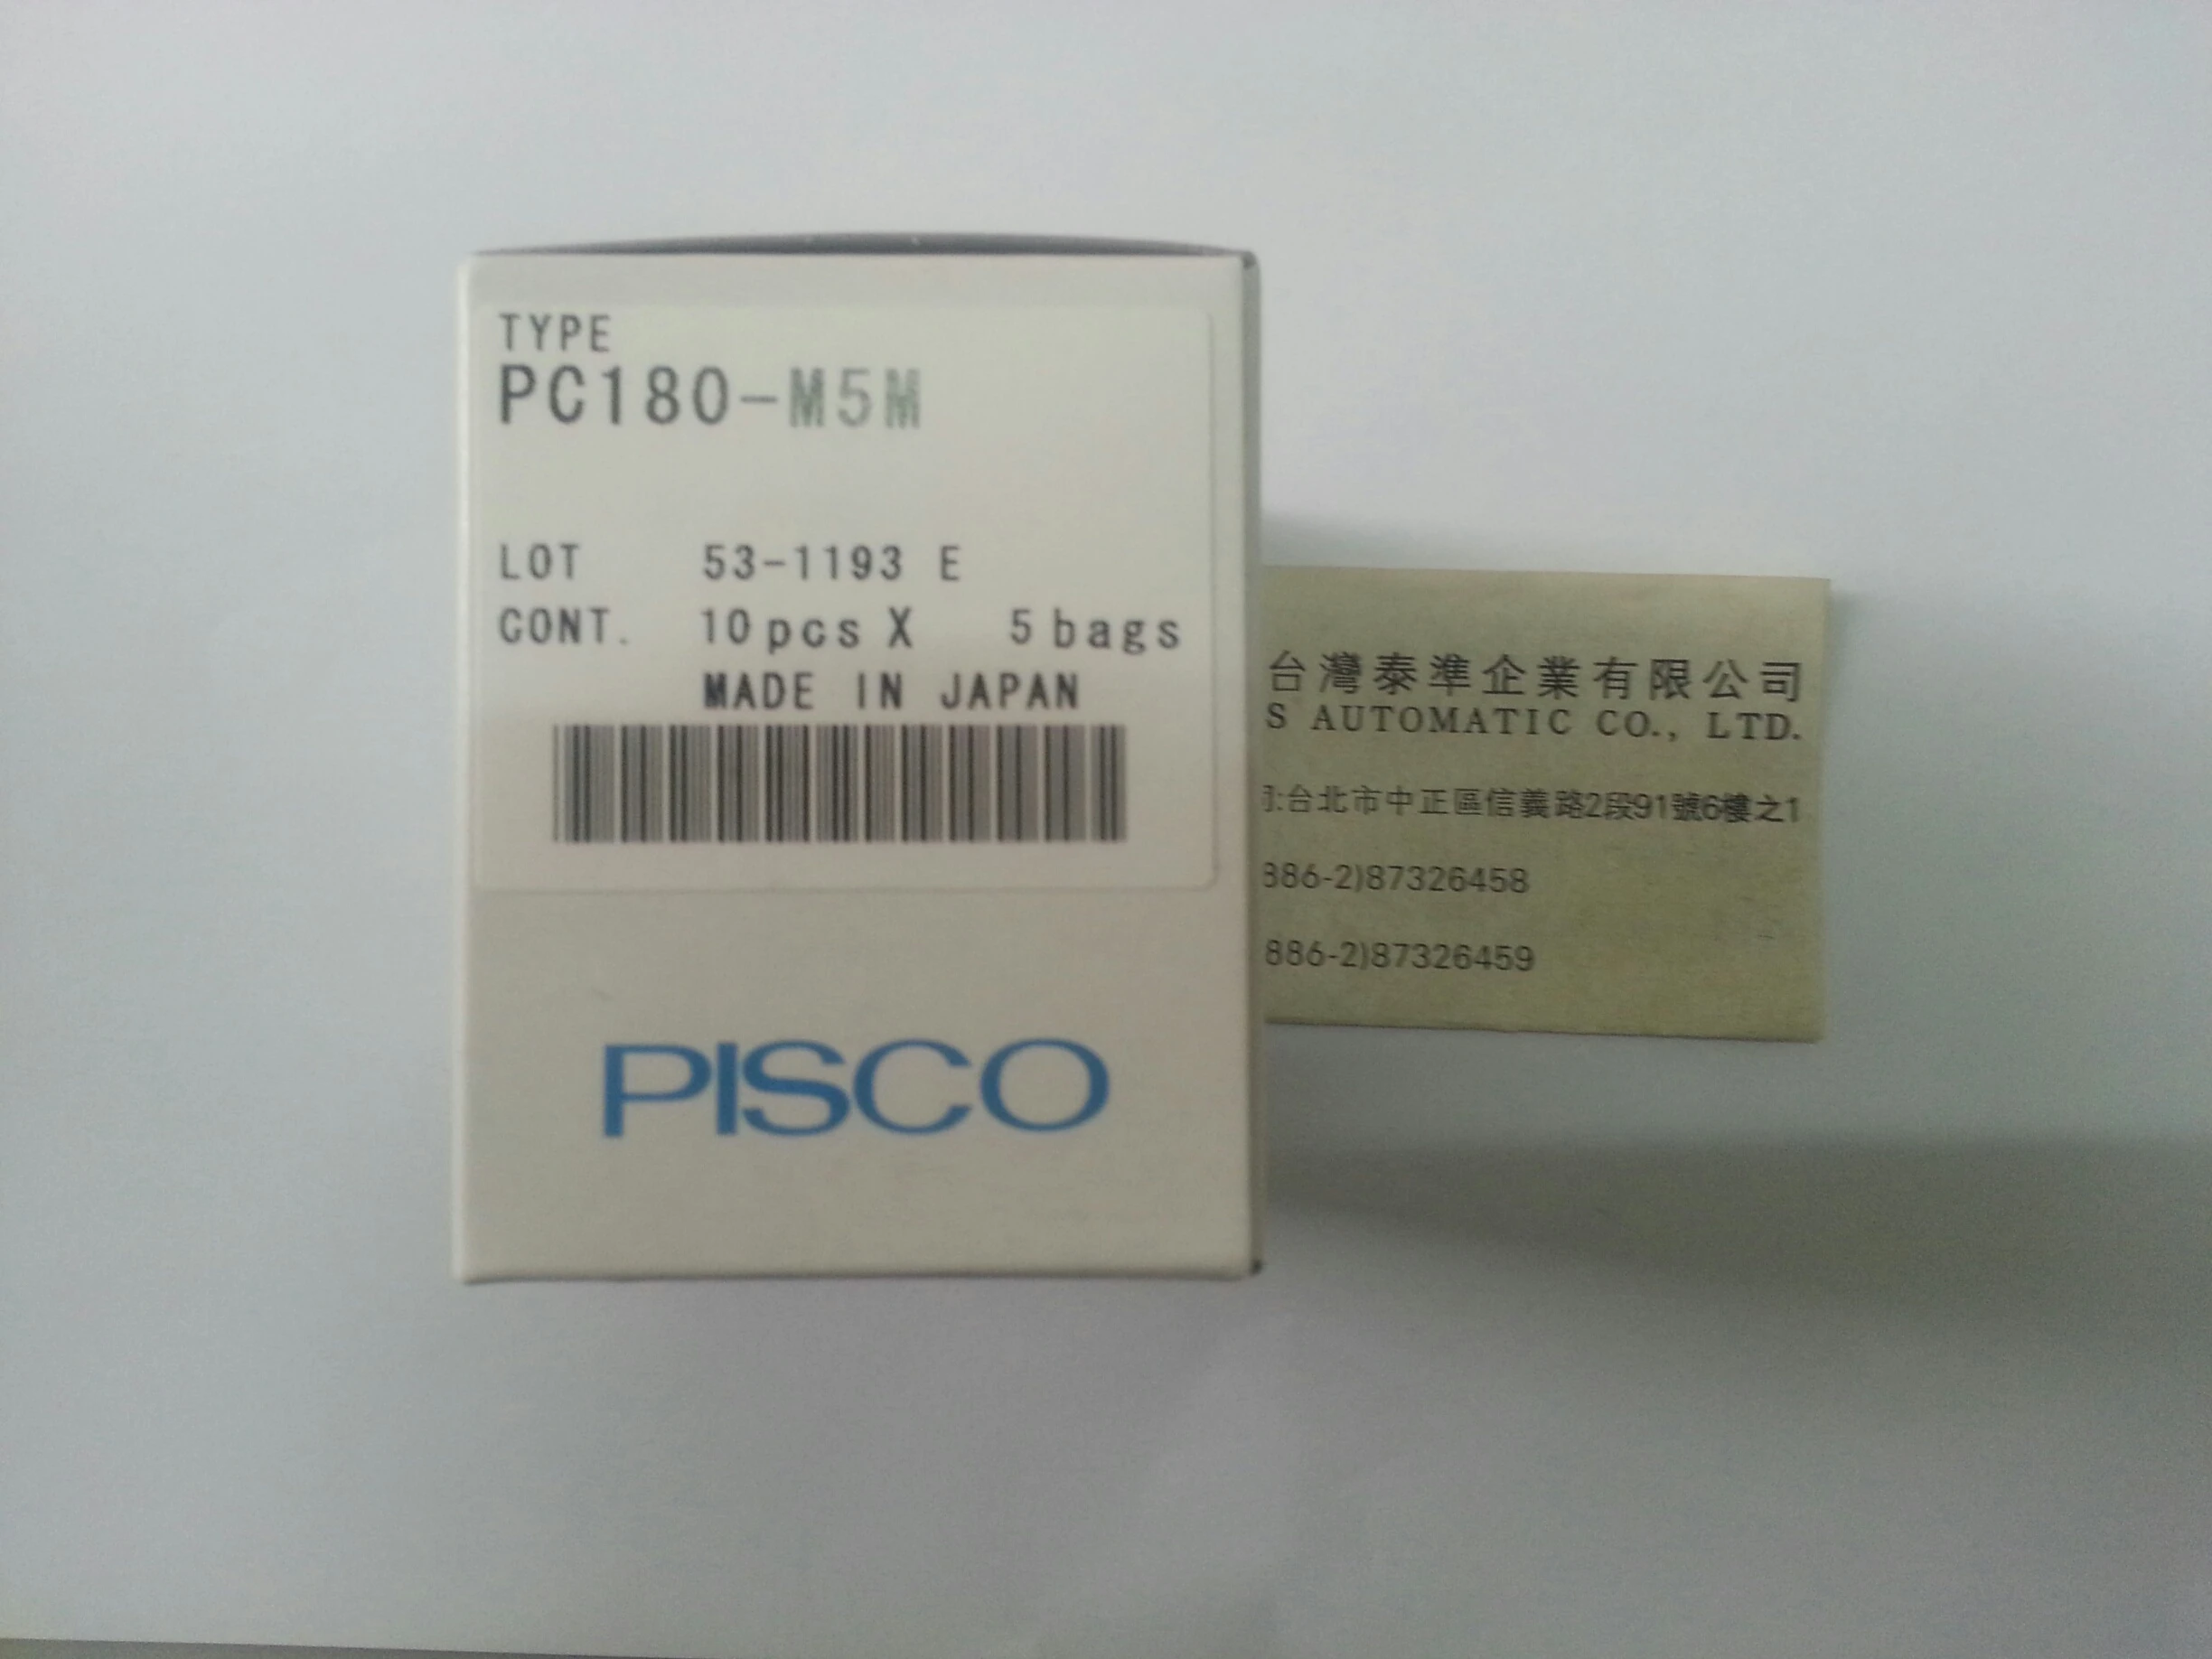 TYPE
PC180-M5M
LOT 53-1193 E
CONT. 10pcs X 5bags
MADE IN JAPAN
PISCO
台灣泰準企業有限公司
S AUTOMATIC CO., LTD.
司:台北市中正區信義路2段91號6樓之1
886-2)87326458
886-2)87326459